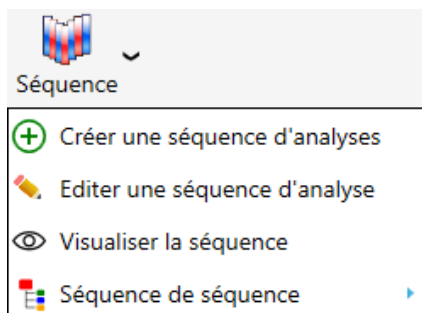 Séquence
Créer une séquence d'analyses
Editer une séquence d'analyse
Visualiser la séquence
Séquence de séquence